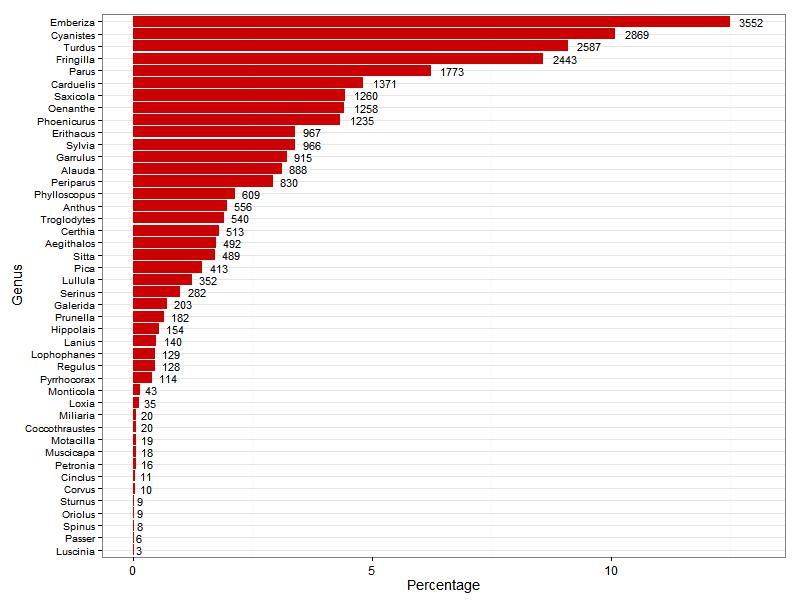 Emberiza 3552
Cyanistes 2869
Turdus 2587
Fringilla 2443
Parus 1773
Carduelis 1371
Saxicola 1260
Oenanthe 1258
Phoenicurus 1235
Erithacus 967
Sylvia 966
Garrulus 915
Alauda 888
Periparus 830
Phylloscopus 609
Anthus 556
Troglodytes 540
Certhia 513
Aegithalos 492
Sitta 489
Pica 413
Lullula 352
Serinus 282
Galerida 203
Prunella 182
Hippolais 154
Lanius 140
Lophophanes 129
Regulus 128
Pyrrhocorax 114
Monticola 43
Loxia 35
Miliaria 20
Coccothraustes 20
Motacilla 19
Muscicapa 18
Petronia 16
Cinclus 11
Corvus 10
Sturnus 9
Oriolus 9
Spinus 8
Passer 6
Luscinia 3
Genus
0 5 10
Percentage